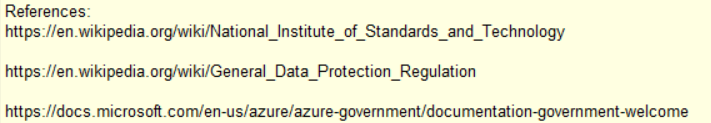 References:
https://en.wikipedia.org/wiki/National_Institute_of_Standards_and_Technology
https://en.wikipedia.org/wiki/General_Data_Protection_Regulation
https://docs.microsoft.com/en-us/azure/azure-government/documentation-government-welcome